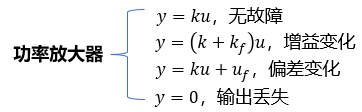 y = ku，无故障
y = (k + k_f)u，增益变化
功率放大器
y = ku + u_f，偏差变化
y = 0，输出丢失